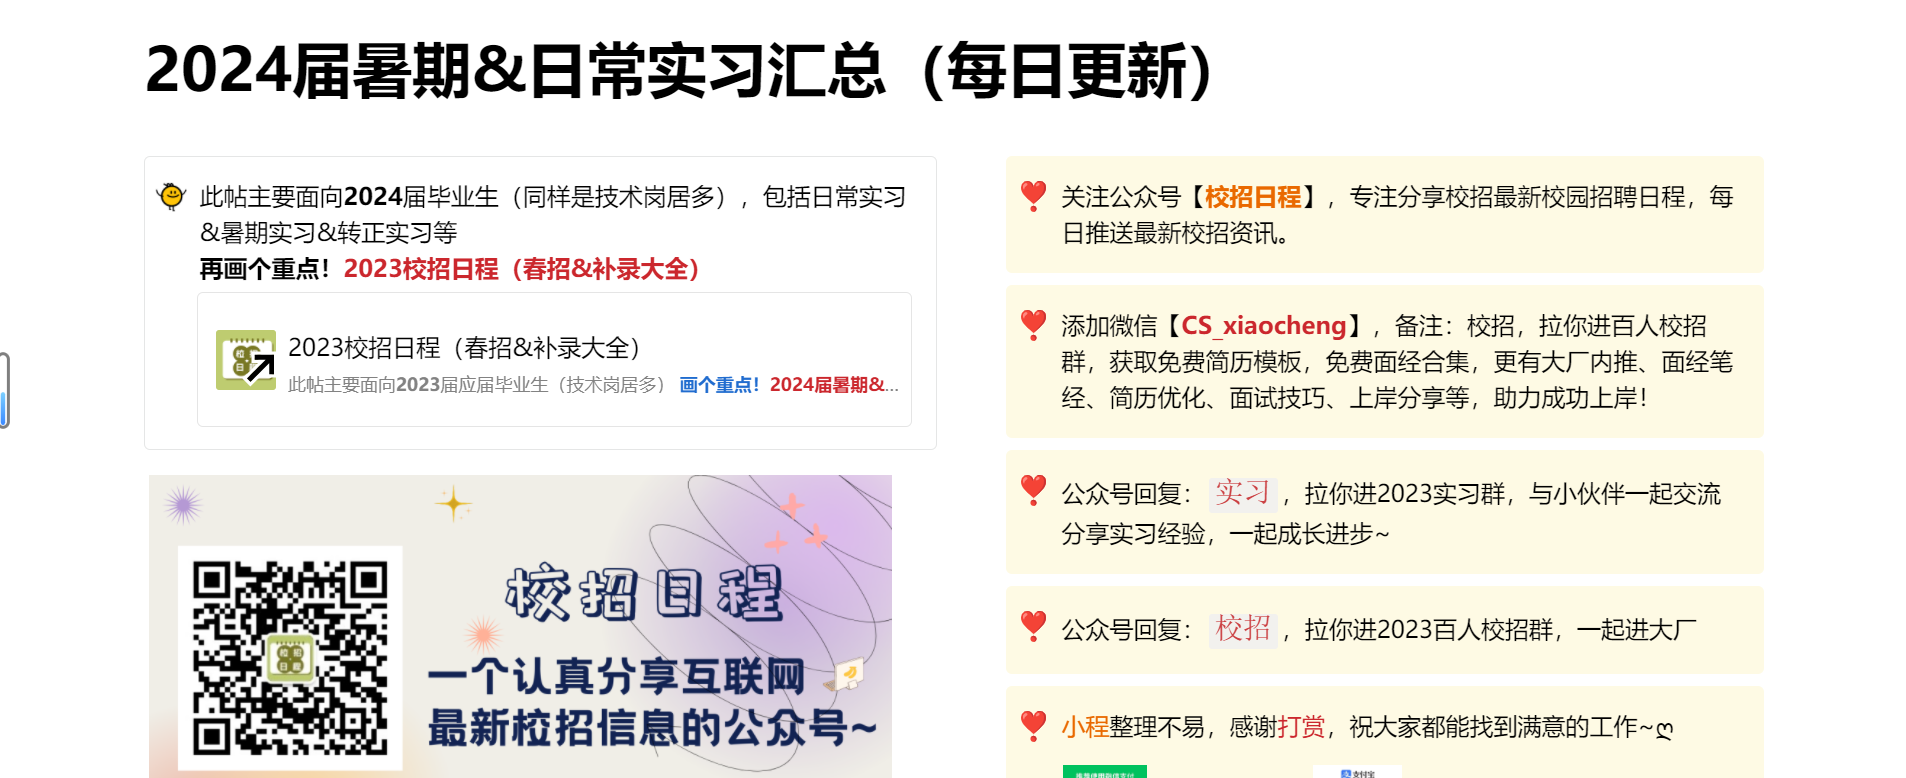 2024届暑期&日常实习汇总（每日更新）
此帖主要面向2024届毕业生（同样是技术岗居多），包括日常实习
&暑期实习&转正实习等
再画个重点！2023校招日程（春招&补录大全）
2023校招日程（春招&补录大全）
此帖主要面向2023届应届毕业生（技术岗居多） 画个重点！2024届暑期&...
校招日程
校招日程
一个认真分享互联网
最新校招信息的公众号~
关注公众号【校招日程】，专注分享校招最新校园招聘日程，每
日推送最新校招资讯。
添加微信【CS_xiaocheng】，备注：校招，拉你进百人校招
群，获取免费简历模板，免费面经合集，更有大厂内推、面经笔
经、简历优化、面试技巧、上岸分享等，助力成功上岸！
公众号回复： 实习 ，拉你进2023实习群，与小伙伴一起交流
分享实习经验，一起成长进步~
公众号回复： 校招 ，拉你进2023百人校招群，一起进大厂
小程整理不易，感谢打赏，祝大家都能找到满意的工作~ღ
推荐使用微信支付
支付宝